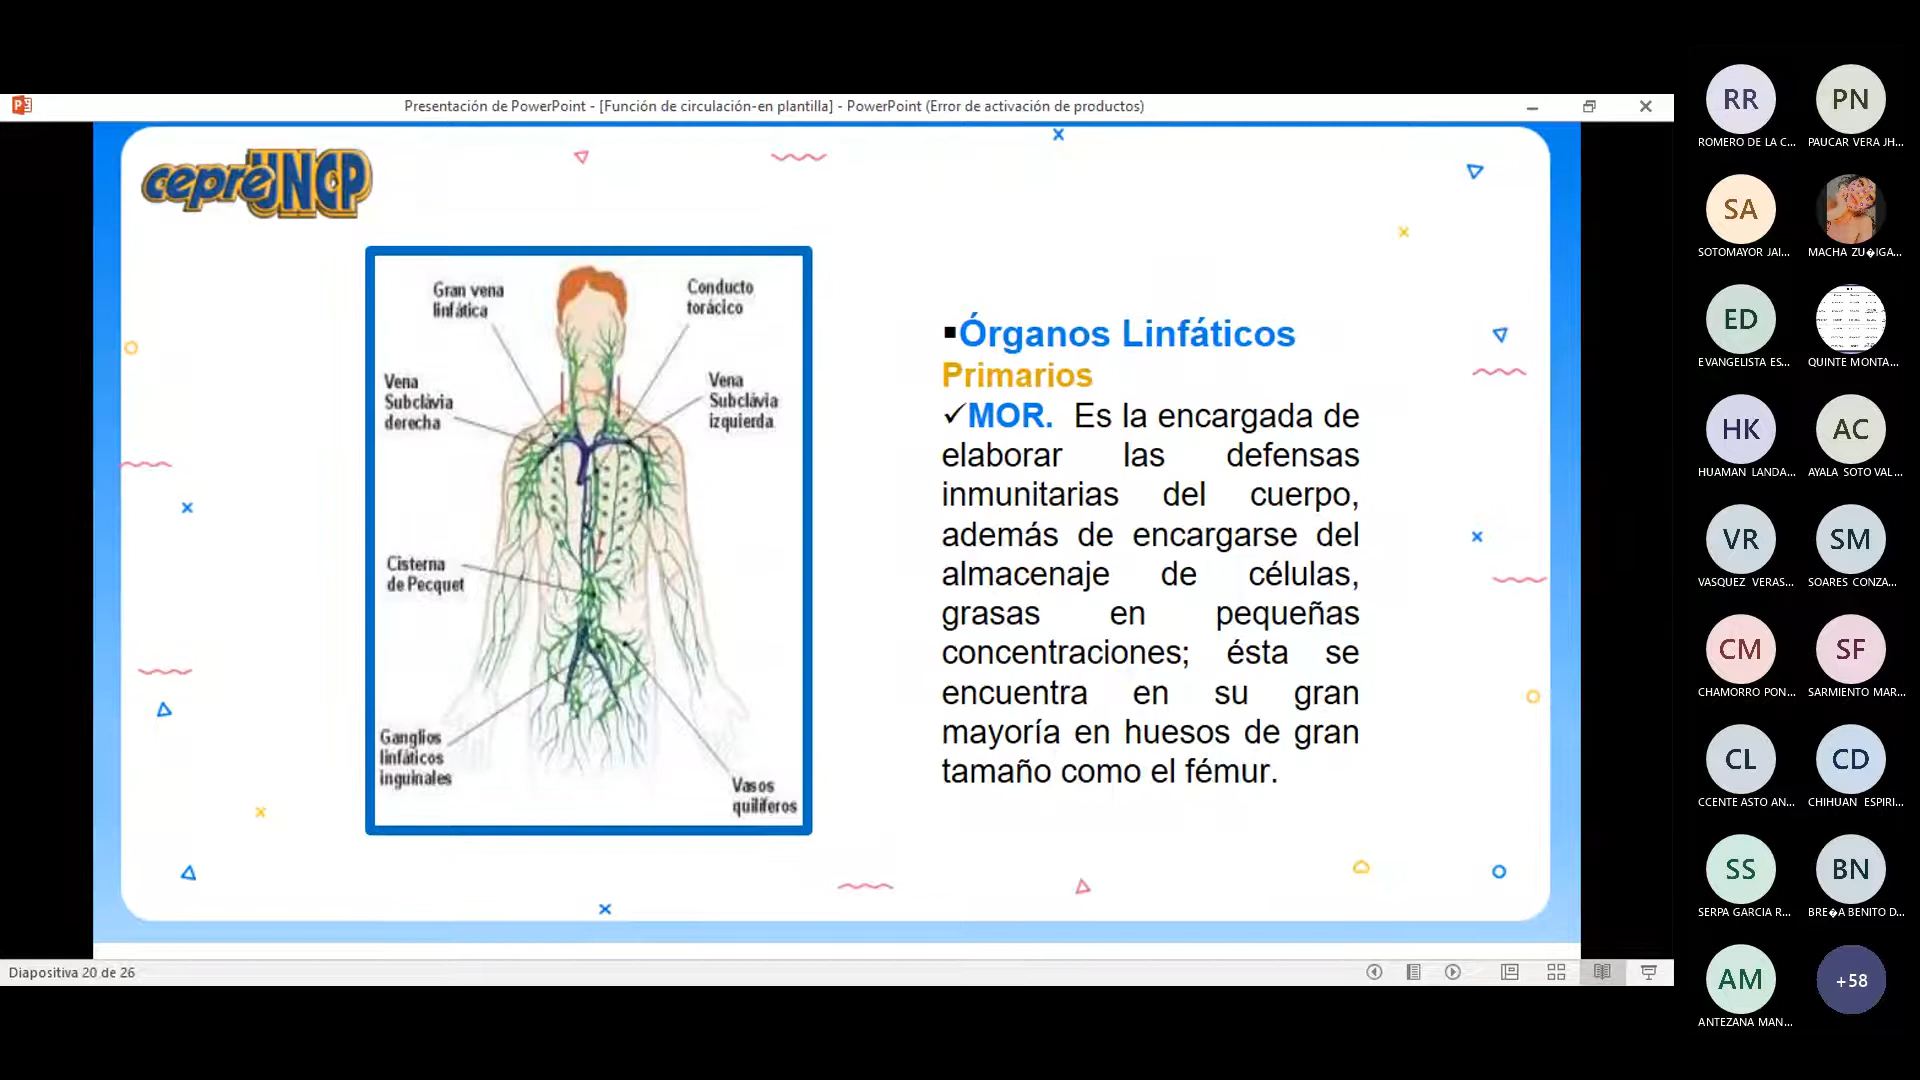 Presentación de PowerPoint - [Función de circulación-en plantilla] - PowerPoint (Error de activación de productos)
cepre UNCP
Gran vena
linfática
Conducto
torácico
Vena
Subclávia
derecha
Vena
Subclávia
izquierda
Cisterna
de Pecquet
Ganglios
linfáticos
inguinales
Vasos
quilíferos
▪Órganos Linfáticos
Primarios
✓MOR. Es la encargada de
elaborar las defensas
inmunitarias del cuerpo,
además de encargarse del
almacenaje de células,
grasas en pequeñas
concentraciones; ésta se
encuentra en su gran
mayoría en huesos de gran
tamaño como el fémur.
Diapositiva 20 de 26
RR
ROMERO DE LA C...
PN
PAUCAR VERA JH...
SA
SOTOMAYOR JAI...
MACHA ZU�IGA...
ED
EVANGELISTA ES...
QUINTE MONTA...
HK
HUAMAN LANDA...
AC
AYALA SOTO VAL...
VR
VASQUEZ VERAS...
SM
SOARES CONZA...
CM
CHAMORRO PON...
SF
SARMIENTO MAR...
CL
CCENTE ASTO AN...
CD
CHIHUAN ESPIRI...
SS
SERPA GARCIA R...
BN
BRE�A BENITO D...
AM
ANTEZANA MAN...
+58